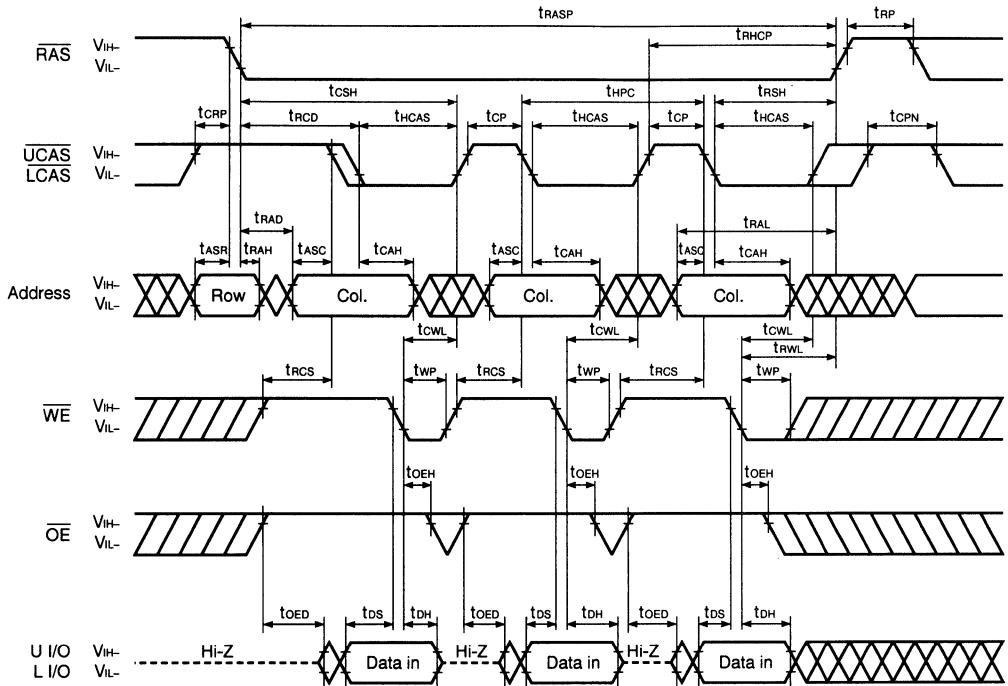 tRASP tRP
tRHCP
RAS VIH–
VIL–
tCSH tHPC tRSH
tCRP tRCD tHCAS tCP tHCAS tCP tHCAS tCPN
UCAS VIH–
LCAS VIL–
tRAD tRAL
tASR tRAH tASC tCAH tASC tCAH tASC tCAH
Address VIH–
VIL–
Row Col. Col. Col.
tCWL tCWL tCWL
tRWL
tRCS tWP tRCS tWP tRCS tWP
WE VIH–
VIL–
tOEH tOEH tOEH
OE VIH–
VIL–
tOED tDS tDH tOED tDS tDH tOED tDS tDH
U I/O VIH–
L I/O VIL–
Hi-Z Data in Hi-Z Data in Hi-Z Data in